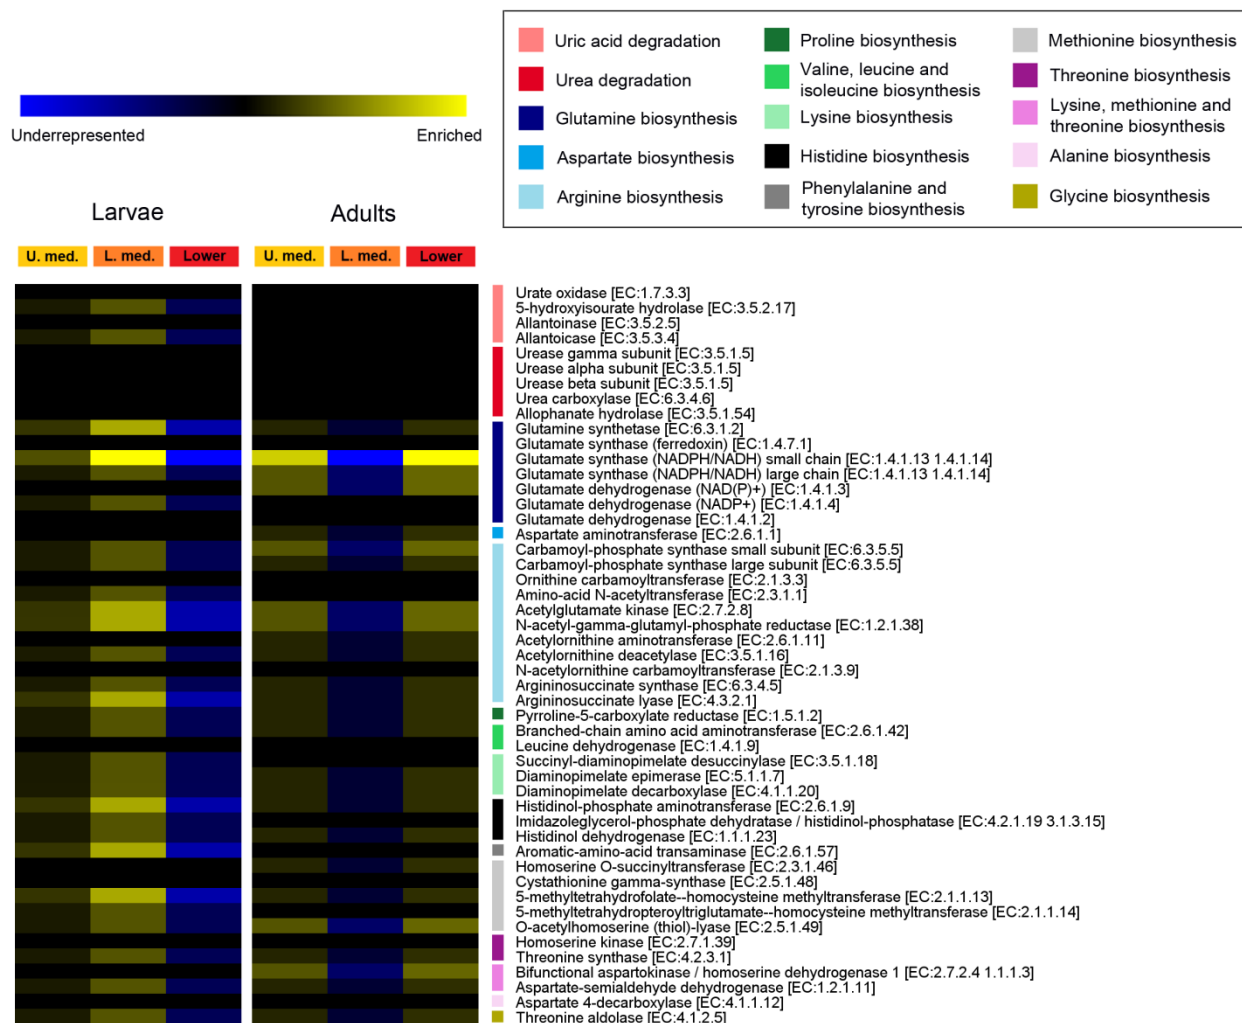 Underrepresented
Enriched
Uric acid degradation
Urea degradation
Glutamine biosynthesis
Aspartate biosynthesis
Arginine biosynthesis
Proline biosynthesis
Valine, leucine and
isoleucine biosynthesis
Lysine biosynthesis
Histidine biosynthesis
Phenylalanine and
tyrosine biosynthesis
Methionine biosynthesis
Threonine biosynthesis
Lysine, methionine and
threonine biosynthesis
Alanine biosynthesis
Glycine biosynthesis
Larvae
Adults
U. med.
L. med.
Lower
U. med.
L. med.
Lower
Urate oxidase [EC:1.7.3.3]
5-hydroxyisourate hydrolase [EC:3.5.2.17]
Allantoinase [EC:3.5.2.5]
Allantoicase [EC:3.5.3.4]
Urease gamma subunit [EC:3.5.1.5]
Urease alpha subunit [EC:3.5.1.5]
Urease beta subunit [EC:3.5.1.5]
Urea carboxylase [EC:6.3.4.6]
Allophanate hydrolase [EC:3.5.1.54]
Glutamine synthetase [EC:6.3.1.2]
Glutamate synthase (ferredoxin) [EC:1.4.7.1]
Glutamate synthase (NADPH/NADH) small chain [EC:1.4.1.13 1.4.1.14]
Glutamate synthase (NADPH/NADH) large chain [EC:1.4.1.13 1.4.1.14]
Glutamate dehydrogenase (NAD(P)+) [EC:1.4.1.3]
Glutamate dehydrogenase (NADP+) [EC:1.4.1.4]
Glutamate dehydrogenase [EC:1.4.1.2]
Aspartate aminotransferase [EC:2.6.1.1]
Carbamoyl-phosphate synthase small subunit [EC:6.3.5.5]
Carbamoyl-phosphate synthase large subunit [EC:6.3.5.5]
Ornithine carbamoyltransferase [EC:2.1.3.3]
Amino-acid N-acetyltransferase [EC:2.3.1.1]
Acetylglutamate kinase [EC:2.7.2.8]
N-acetyl-gamma-glutamyl-phosphate reductase [EC:1.2.1.38]
Acetylornithine aminotransferase [EC:2.6.1.11]
Acetylornithine deacetylase [EC:3.5.1.16]
N-acetylornithine carbamoyltransferase [EC:2.1.3.9]
Argininosuccinate synthase [EC:6.3.4.5]
Argininosuccinate lyase [EC:4.3.2.1]
Pyrroline-5-carboxylate reductase [EC:1.5.1.2]
Branched-chain amino acid aminotransferase [EC:2.6.1.42]
Leucine dehydrogenase [EC:1.4.1.9]
Succinyl-diaminopimelate desuccinylase [EC:3.5.1.18]
Diaminopimelate epimerase [EC:5.1.1.7]
Diaminopimelate decarboxylase [EC:4.1.1.20]
Histidinol-phosphate aminotransferase [EC:2.6.1.9]
Imidazoleglycerol-phosphate dehydratase / histidinol-phosphatase [EC:4.2.1.19 3.1.3.15]
Histidinol dehydrogenase [EC:1.1.1.23]
Aromatic-amino-acid transaminase [EC:2.6.1.57]
Homoserine O-succinyltransferase [EC:2.3.1.46]
Cystathionine gamma-synthase [EC:2.5.1.48]
5-methyltetrahydrofolate--homocysteine methyltransferase [EC:2.1.1.13]
5-methyltetrahydropteroyltriglutamate--homocysteine methyltransferase [EC:2.1.1.14]
O-acetylhomoserine (thiol)-lyase [EC:2.5.1.49]
Homoserine kinase [EC:2.7.1.39]
Threonine synthase [EC:4.2.3.1]
Bifunctional aspartokinase / homoserine dehydrogenase 1 [EC:2.7.2.4 1.1.1.3]
Aspartate-semialdehyde dehydrogenase [EC:1.2.1.11]
Aspartate 4-decarboxylase [EC:4.1.1.12]
Threonine aldolase [EC:4.1.2.5]